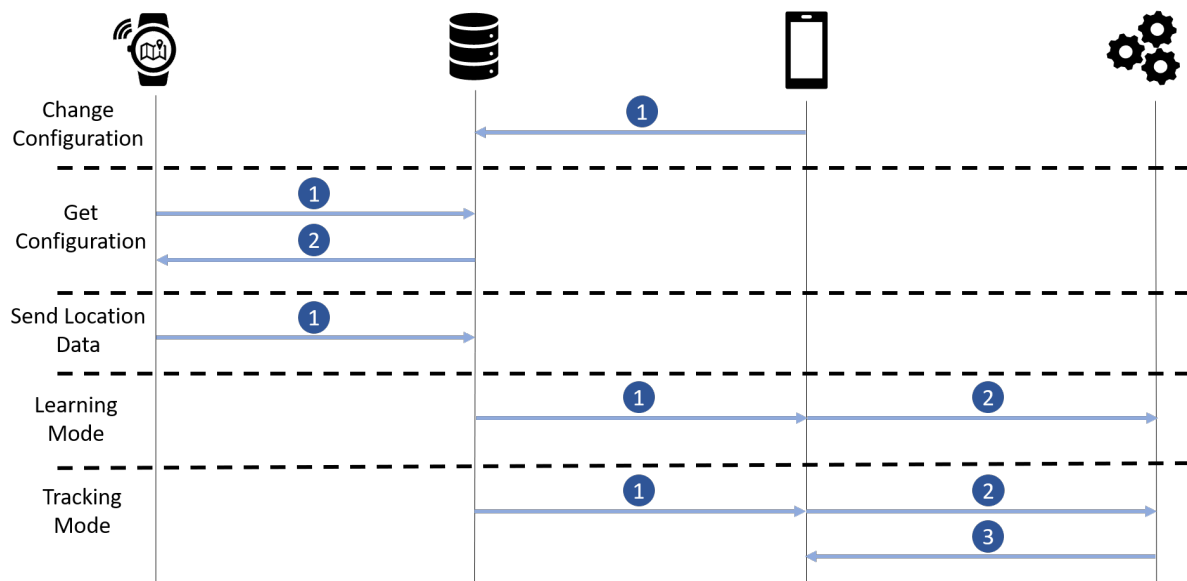 Change
Configuration
1
Get
Configuration
1
2
Send Location
Data
1
Learning
Mode
1
2
Tracking
Mode
1
2
3